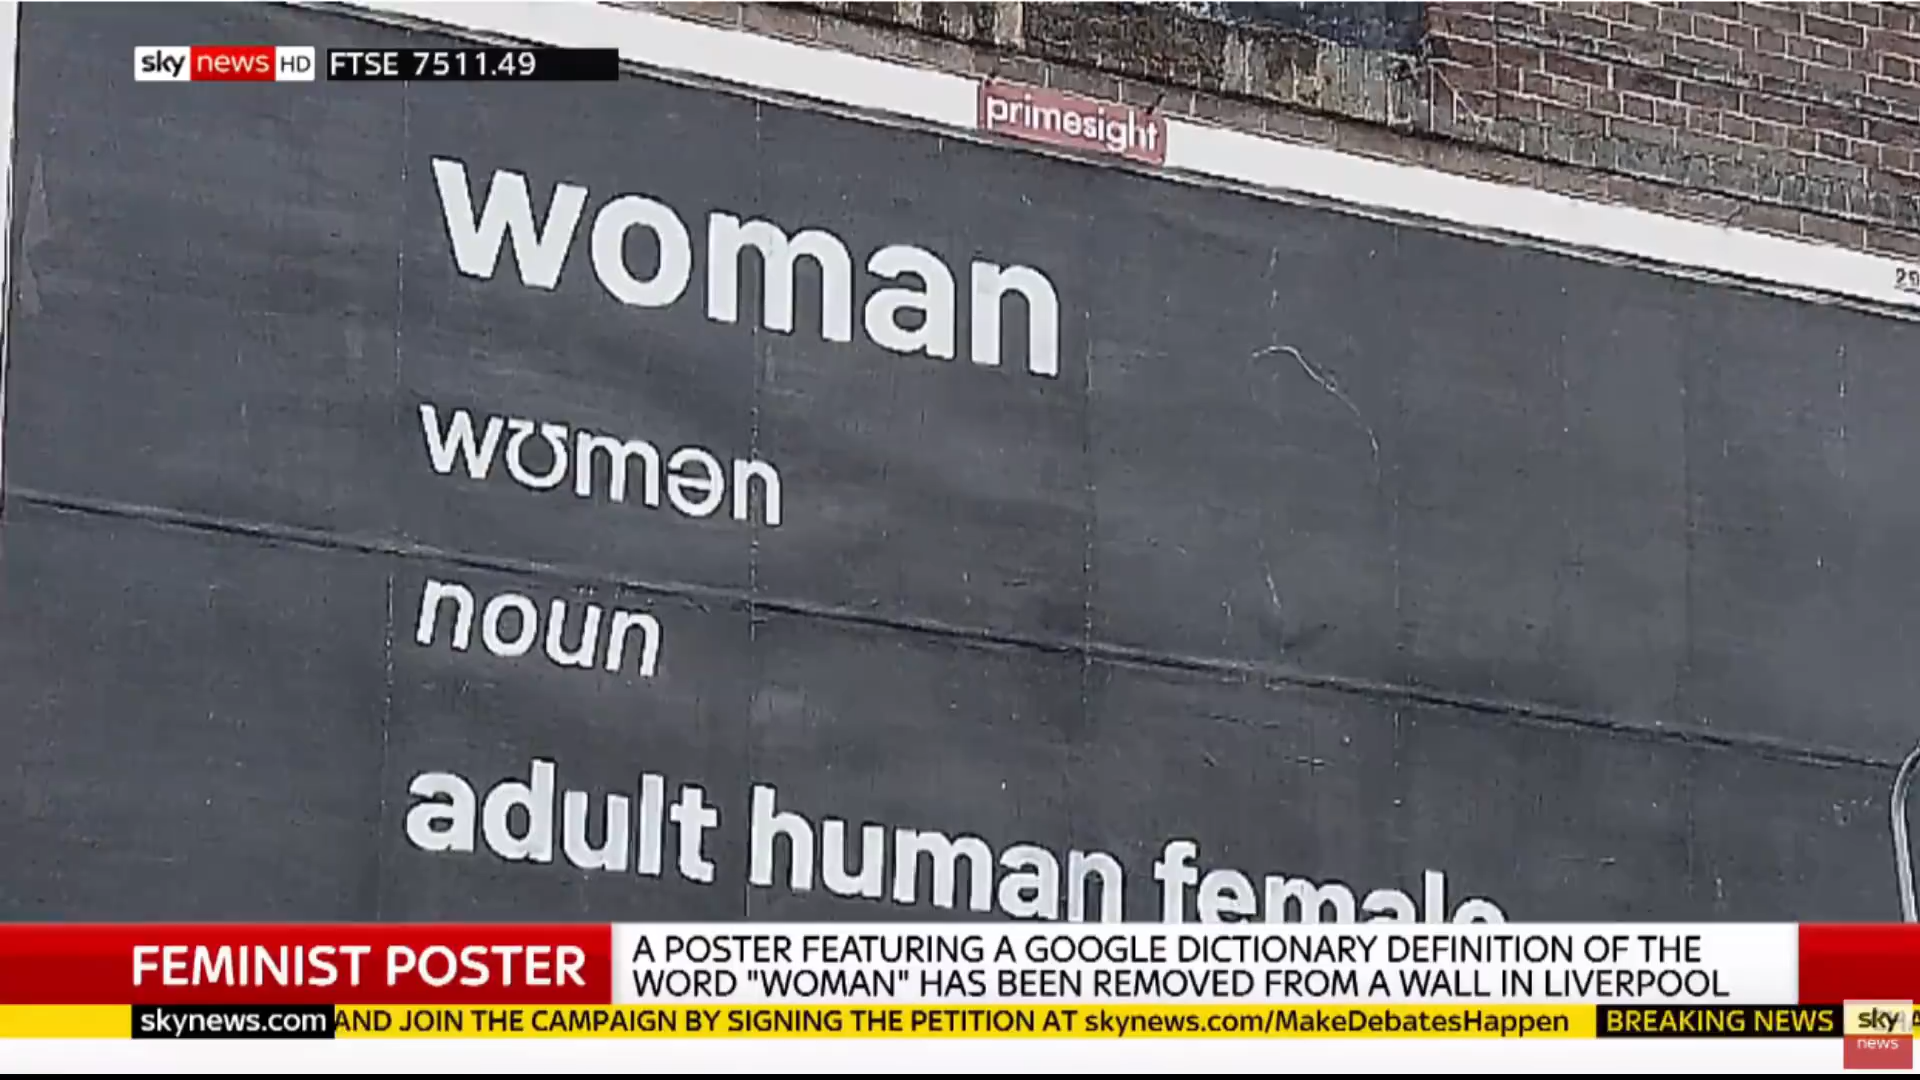 sky news HD FTSE 7511.49
primesight
woman
wʊmən
noun
adult human female
FEMINIST POSTER
A POSTER FEATURING A GOOGLE DICTIONARY DEFINITION OF THE
WORD "WOMAN" HAS BEEN REMOVED FROM A WALL IN LIVERPOOL
skynews.com AND JOIN THE CAMPAIGN BY SIGNING THE PETITION AT skynews.com/MakeDebatesHappen BREAKING NEWS
sky
news